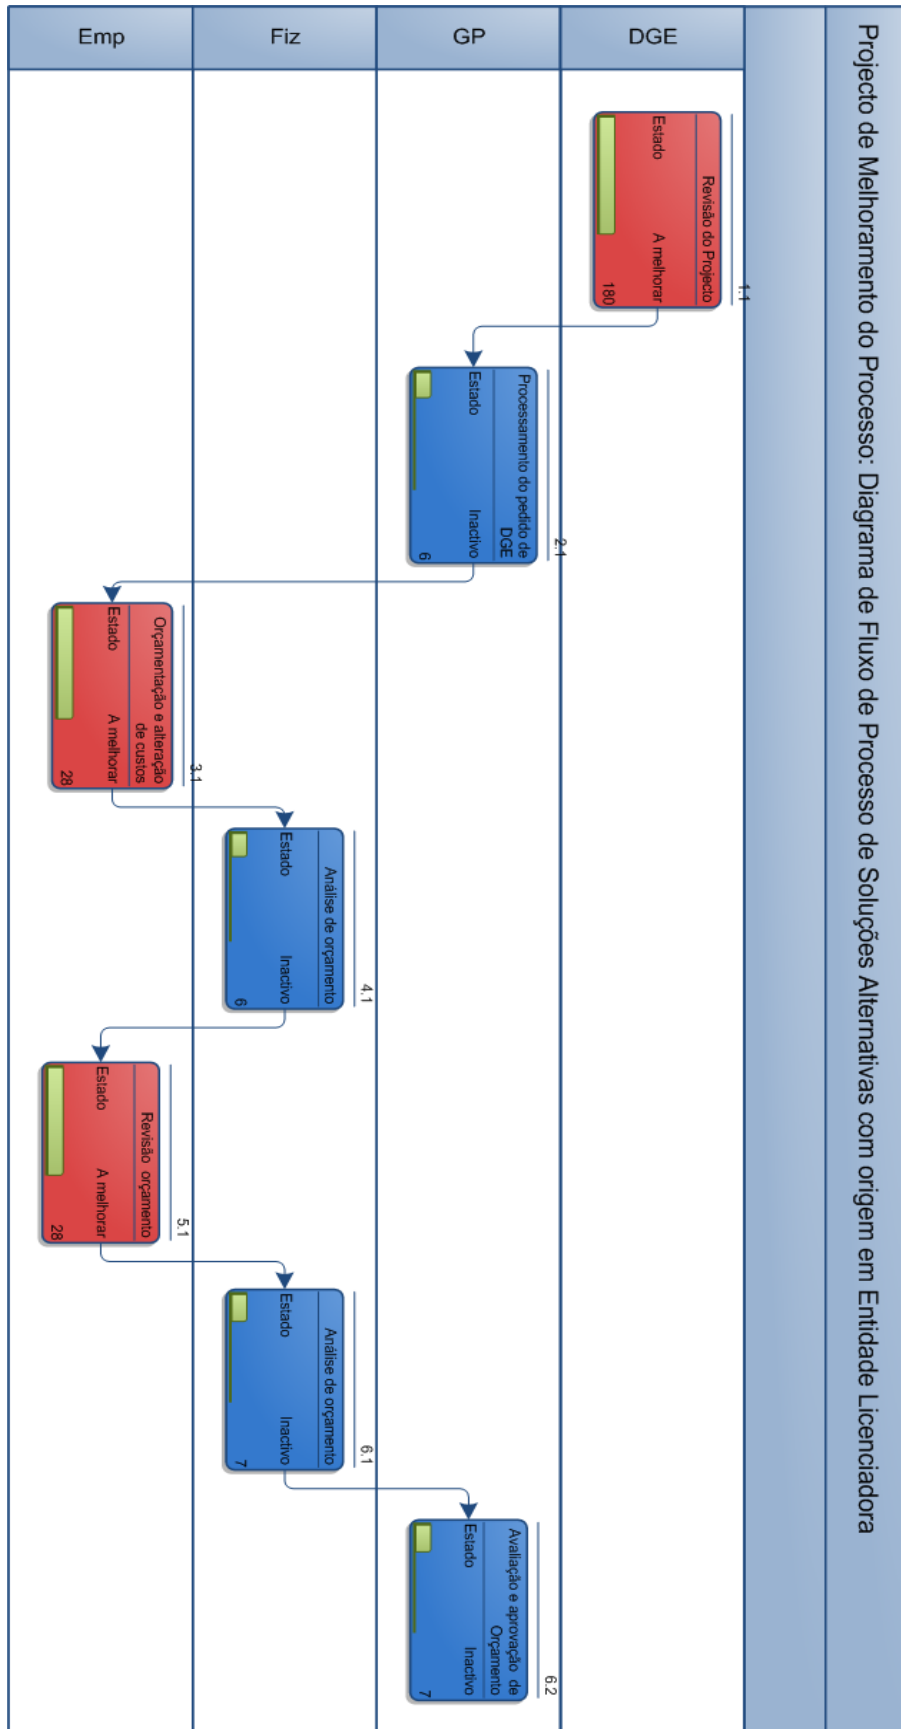 Projecto de Melhoramento do Processo: Diagrama de Fluxo de Processo de Soluções Alternativas com origem em Entidade Licenciadora
DGE
1.1
Revisão do Projecto
Estado A melhorar
180
GP
2.1
Processamento do pedido de
DGE
Estado Inactivo
6
6.2
Avaliação e aprovação de
Orçamento
Estado Inactivo
7
Fiz
4.1
Análise de orçamento
Estado Inactivo
6
6.1
Análise de orçamento
Estado Inactivo
7
Emp
3.1
Orçamentação e alteração
de custos
Estado A melhorar
28
5.1
Revisão orçamento
Estado A melhorar
28